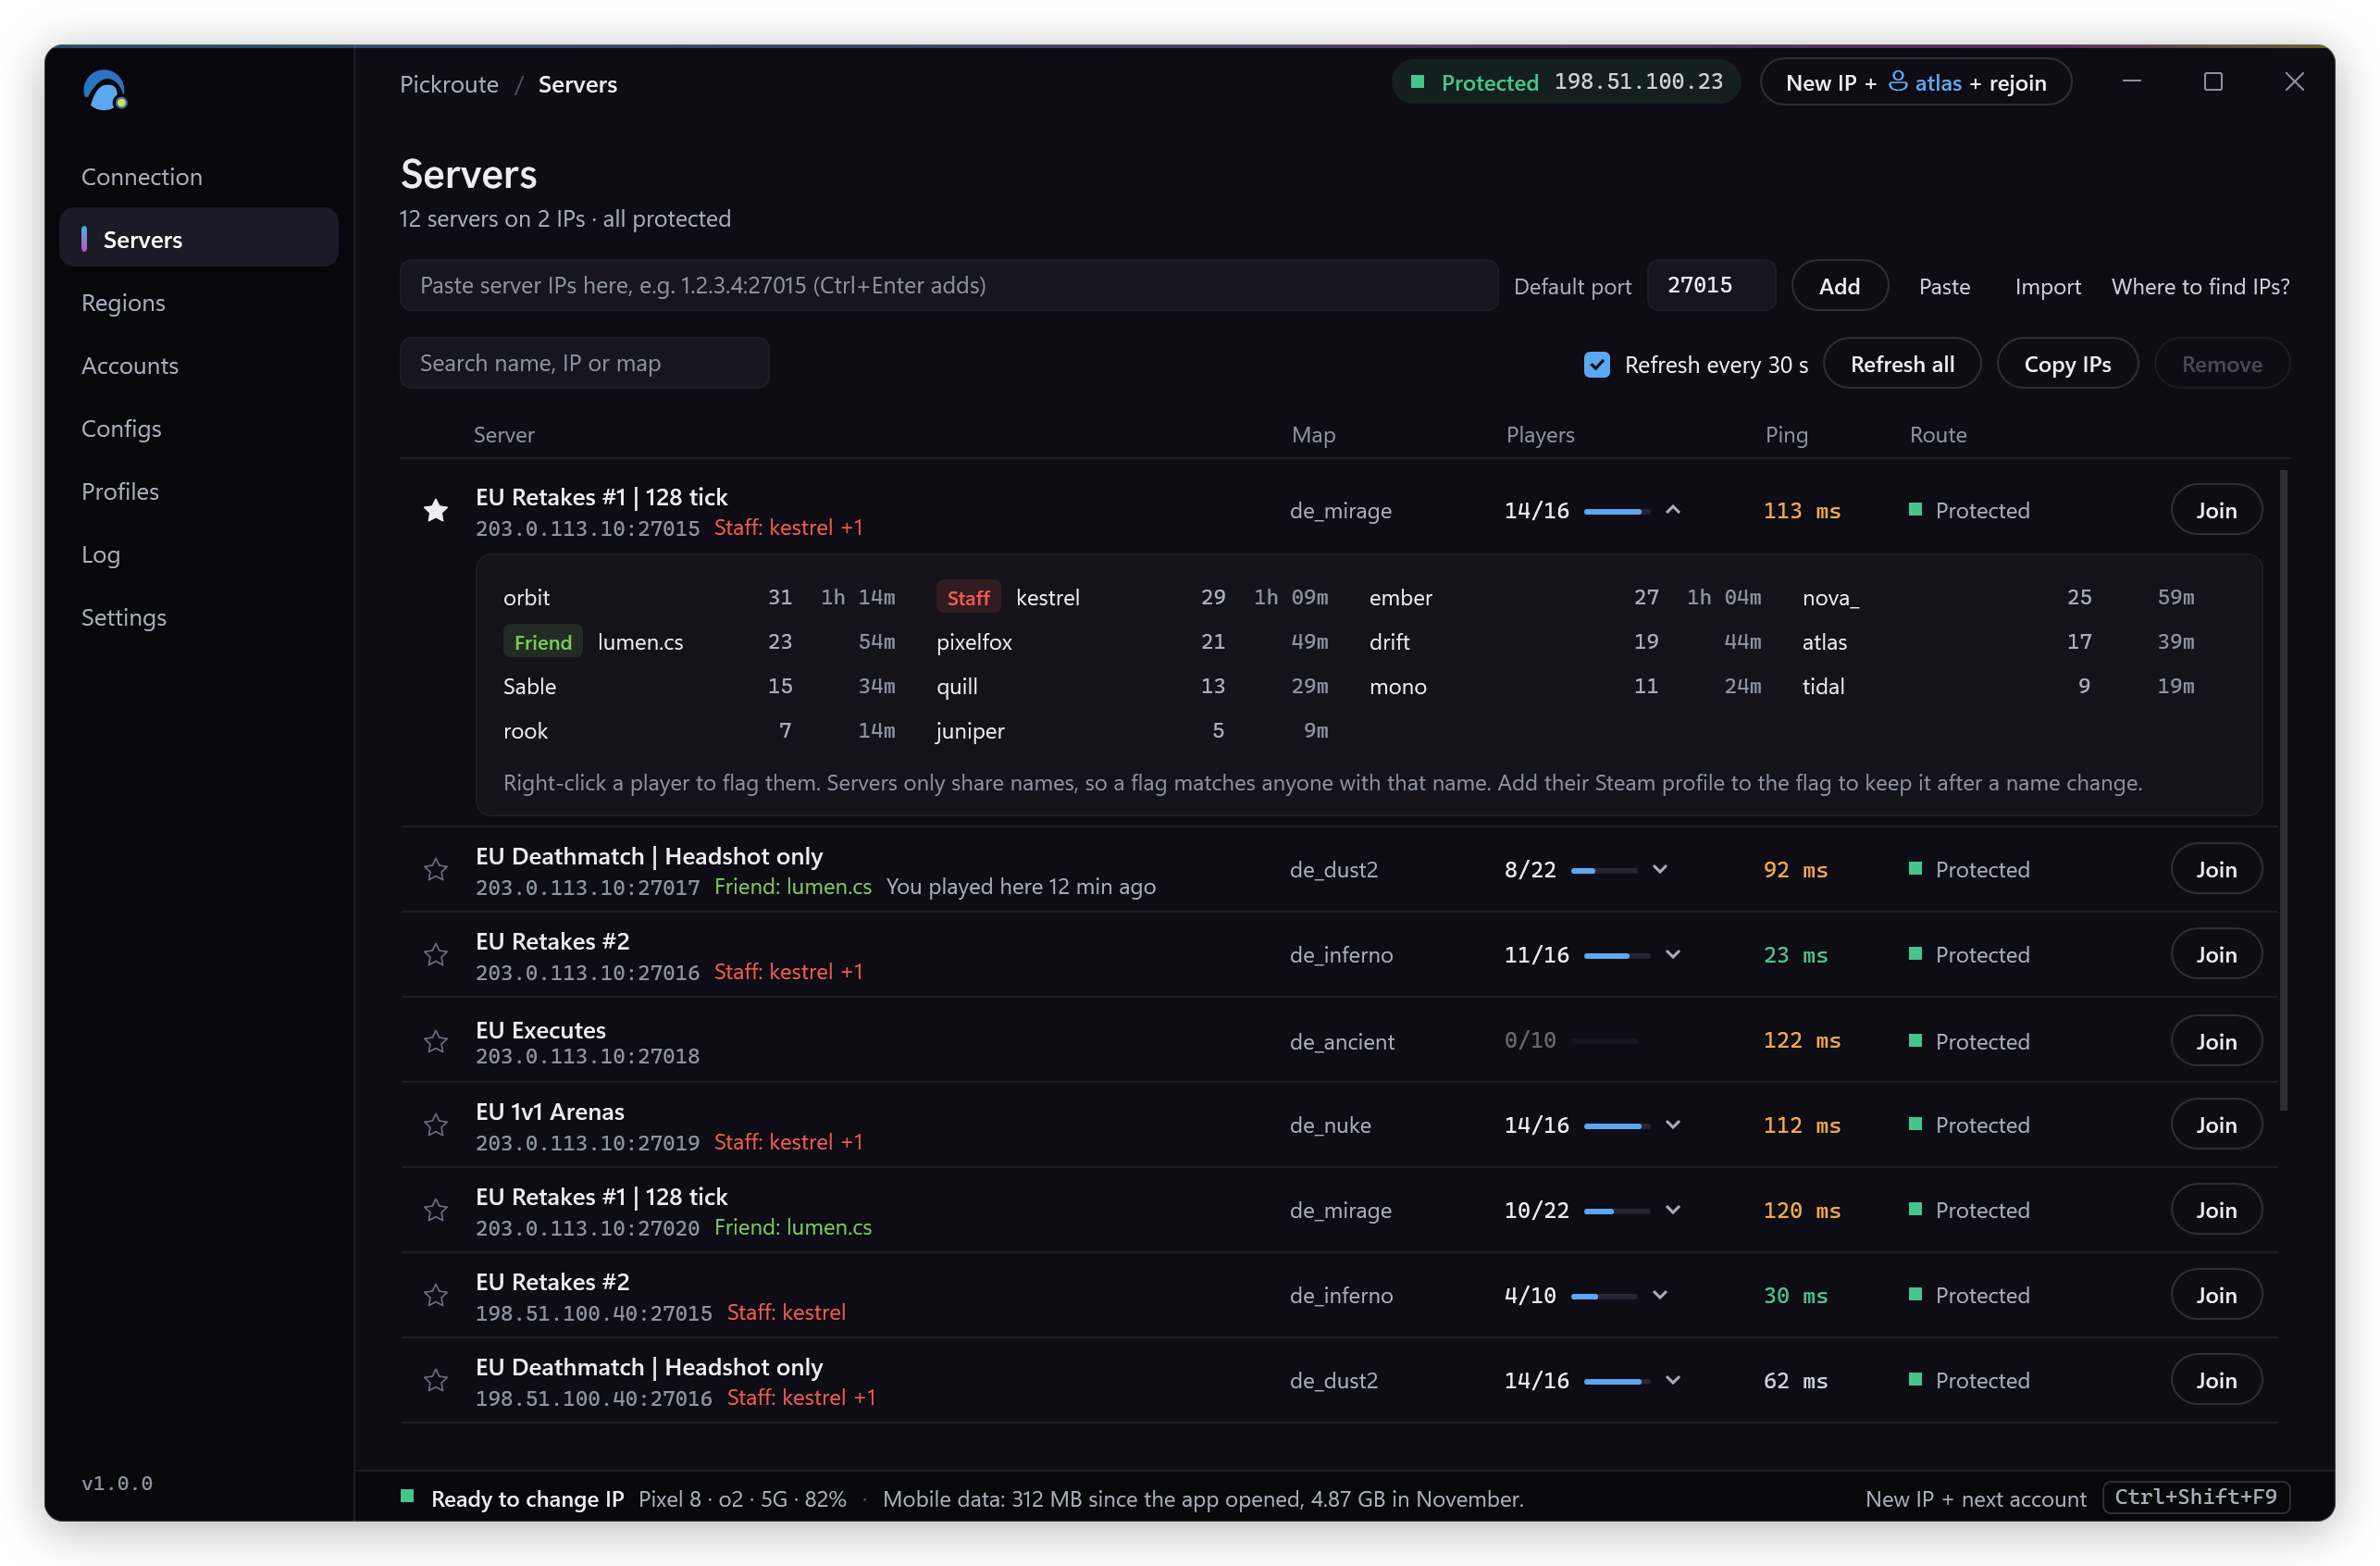 Pickroute / Servers
Protected 198.51.100.23
New IP + atlas + rejoin
Connection
Servers
Regions
Accounts
Configs
Profiles
Log
Settings
v1.0.0
Servers
12 servers on 2 IPs · all protected
Paste server IPs here, e.g. 1.2.3.4:27015 (Ctrl+Enter adds)
Default port 27015 Add Paste Import Where to find IPs?
Search name, IP or map
Refresh every 30 s Refresh all Copy IPs Remove
Server Map Players Ping Route
EU Retakes #1 | 128 tick
203.0.113.10:27015 Staff: kestrel +1
de_mirage 14/16 113 ms Protected Join
orbit 31 1h 14m Staff kestrel 29 1h 09m ember 27 1h 04m nova_ 25 59m
Friend lumen.cs 23 54m pixelfox 21 49m drift 19 44m atlas 17 39m
Sable 15 34m quill 13 29m mono 11 24m tidal 9 19m
rook 7 14m juniper 5 9m
Right-click a player to flag them. Servers only share names, so a flag matches anyone with that name. Add their Steam profile to the flag to keep it after a name change.
EU Deathmatch | Headshot only
203.0.113.10:27017 Friend: lumen.cs You played here 12 min ago
de_dust2 8/22 92 ms Protected Join
EU Retakes #2
203.0.113.10:27016 Staff: kestrel +1
de_inferno 11/16 23 ms Protected Join
EU Executes
203.0.113.10:27018
de_ancient 0/10 122 ms Protected Join
EU 1v1 Arenas
203.0.113.10:27019 Staff: kestrel +1
de_nuke 14/16 112 ms Protected Join
EU Retakes #1 | 128 tick
203.0.113.10:27020 Friend: lumen.cs
de_mirage 10/22 120 ms Protected Join
EU Retakes #2
198.51.100.40:27015 Staff: kestrel
de_inferno 4/10 30 ms Protected Join
EU Deathmatch | Headshot only
198.51.100.40:27016 Staff: kestrel +1
de_dust2 14/16 62 ms Protected Join
Ready to change IP Pixel 8 · o2 · 5G · 82% · Mobile data: 312 MB since the app opened, 4.87 GB in November.
New IP + next account Ctrl+Shift+F9